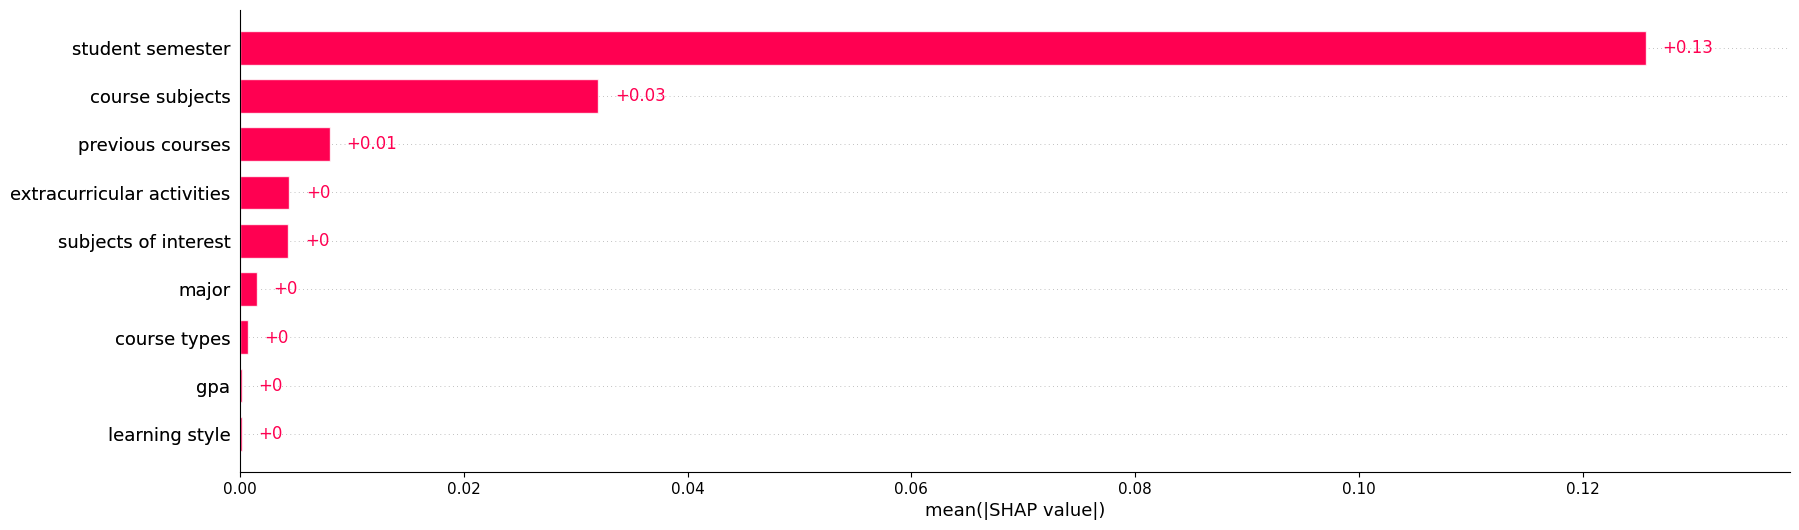 student semester +0.13
course subjects +0.03
previous courses +0.01
extracurricular activities +0
subjects of interest +0
major +0
course types +0
gpa +0
learning style +0
0.00 0.02 0.04 0.06 0.08 0.10 0.12
mean(|SHAP value|)